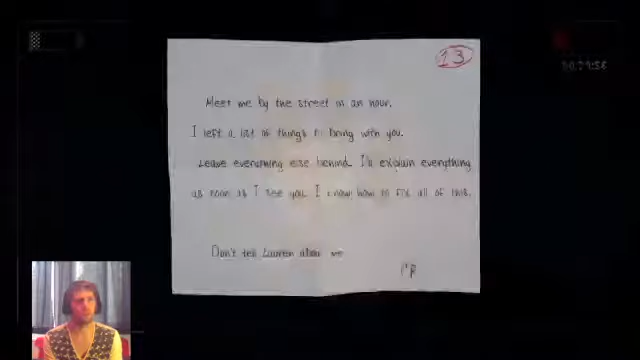 13
Meet me by the street in an hour.
I left a list of things to bring with you.
Leave everything else behind. I'll explain everything
as soon as I see you. I know how to fix all of this.
Don't tell Lauren about me